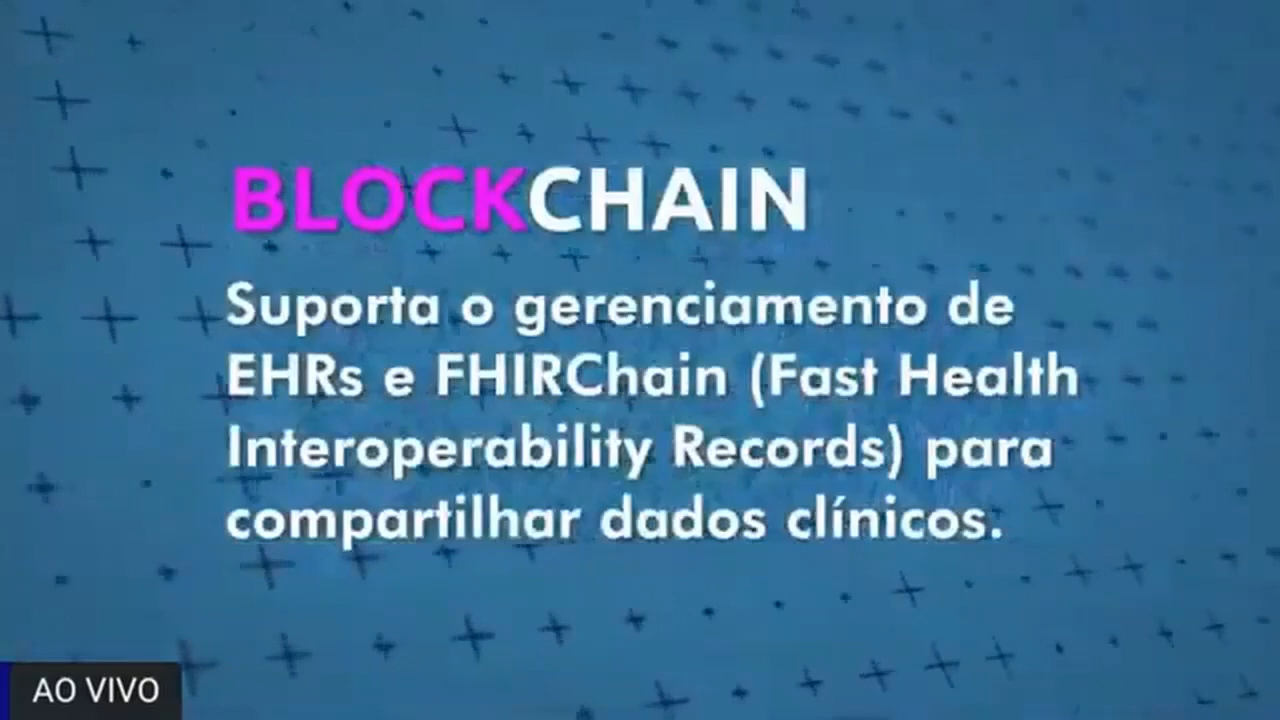 BLOCKCHAIN
Suporta o gerenciamento de
EHRs e FHIRChain (Fast Health
Interoperability Records) para
compartilhar dados clínicos.
AO VIVO